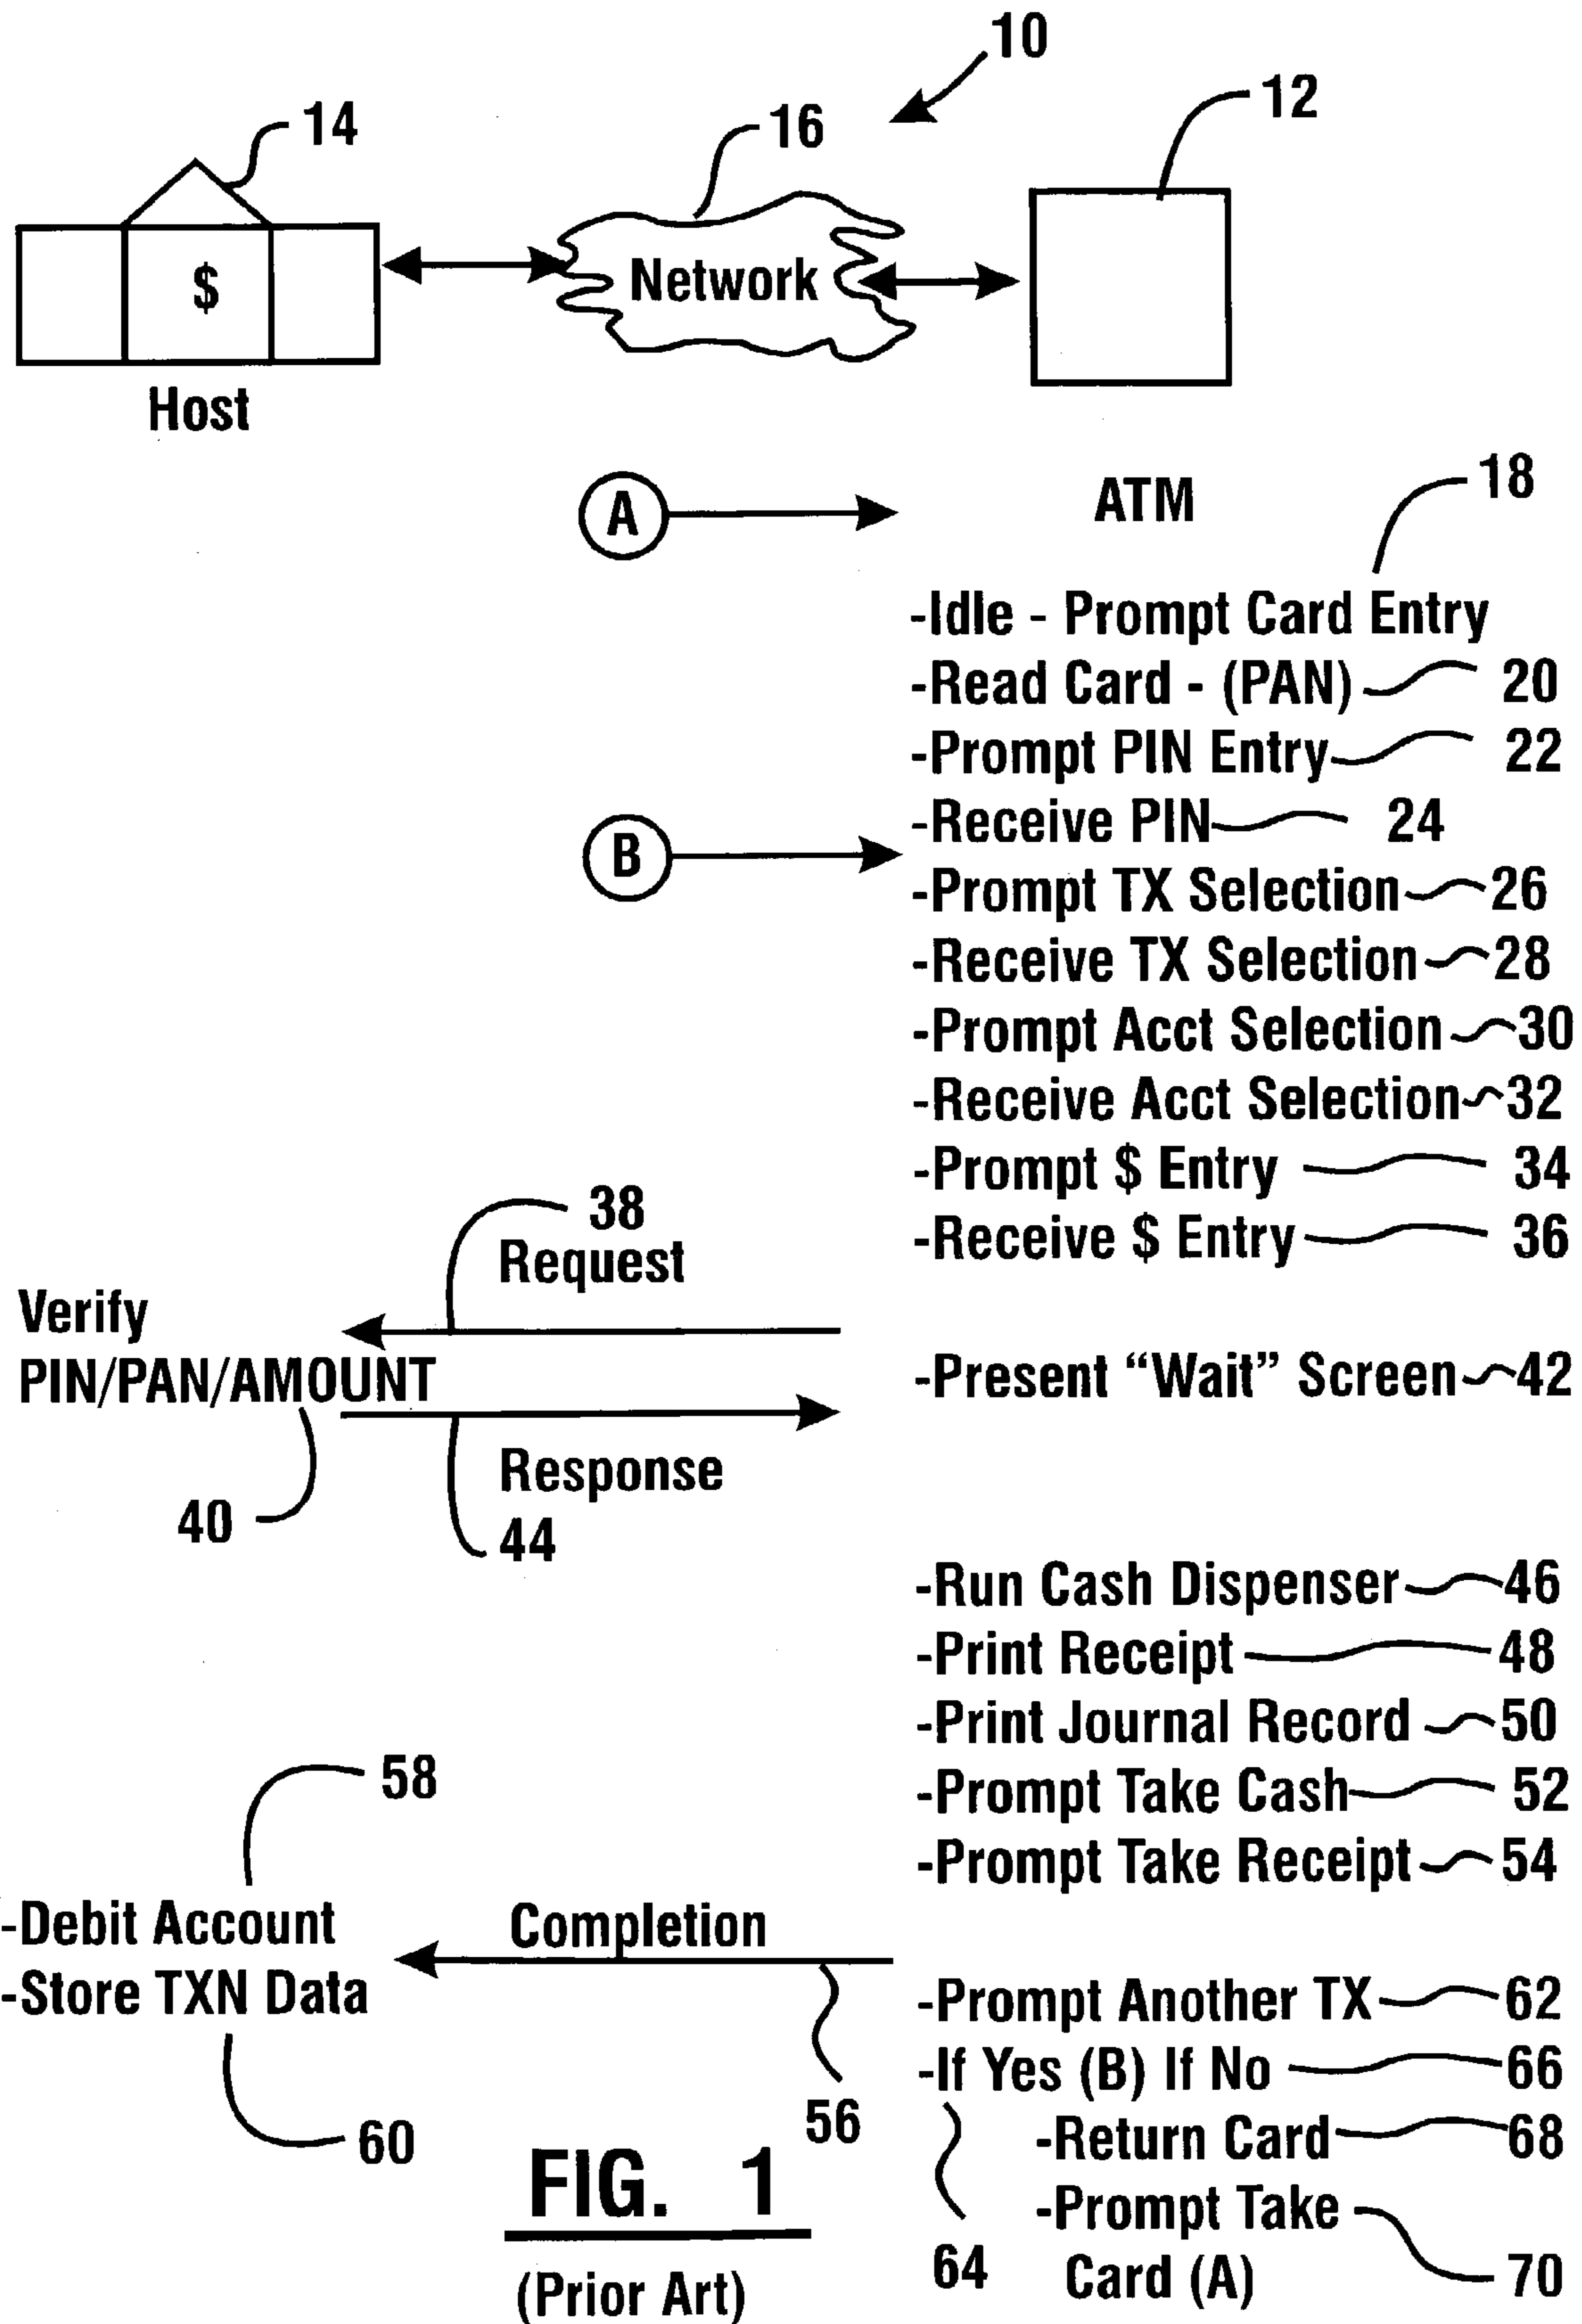 10
14
16
12
$
Network
Host
A
ATM
18
-Idle - Prompt Card Entry
-Read Card - (PAN) 20
-Prompt PIN Entry 22
-Receive PIN 24
B
-Prompt TX Selection 26
-Receive TX Selection 28
-Prompt Acct Selection 30
-Receive Acct Selection 32
-Prompt $ Entry 34
-Receive $ Entry 36
38
Request
Verify
PIN/PAN/AMOUNT
-Present “Wait” Screen 42
Response
40
44
-Run Cash Dispenser 46
-Print Receipt 48
-Print Journal Record 50
-Prompt Take Cash 52
-Prompt Take Receipt 54
58
-Debit Account
-Store TXN Data
Completion
56
60
-Prompt Another TX 62
-If Yes (B) If No 66
-Return Card 68
-Prompt Take
Card (A) 70
64
FIG. 1
(Prior Art)